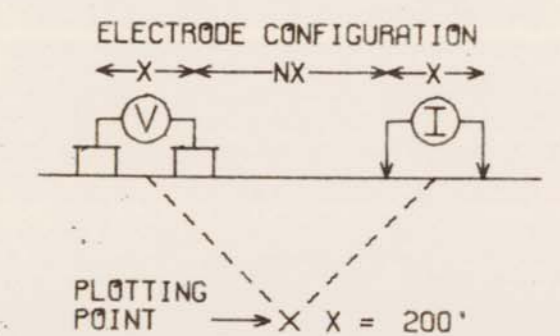 ELECTRODE CONFIGURATION
X NX X
V I
PLOTTING
POINT X X = 200'